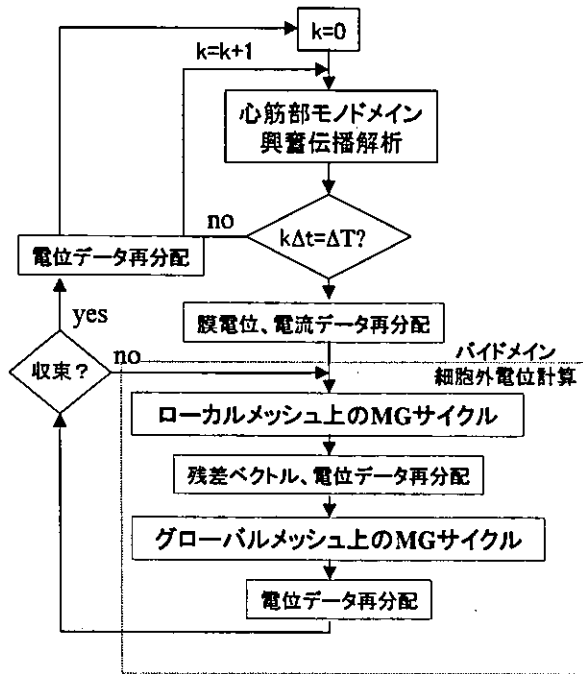 k=0
k=k+1
心筋部モノドメイン
興奮伝播解析
no
kΔt=ΔT?
電位データ再分配
yes
膜電位、電流データ再分配
バイドメイン
細胞外電位計算
収束？
no
ローカルメッシュ上のMGサイクル
残差ベクトル、電位データ再分配
グローバルメッシュ上のMGサイクル
電位データ再分配